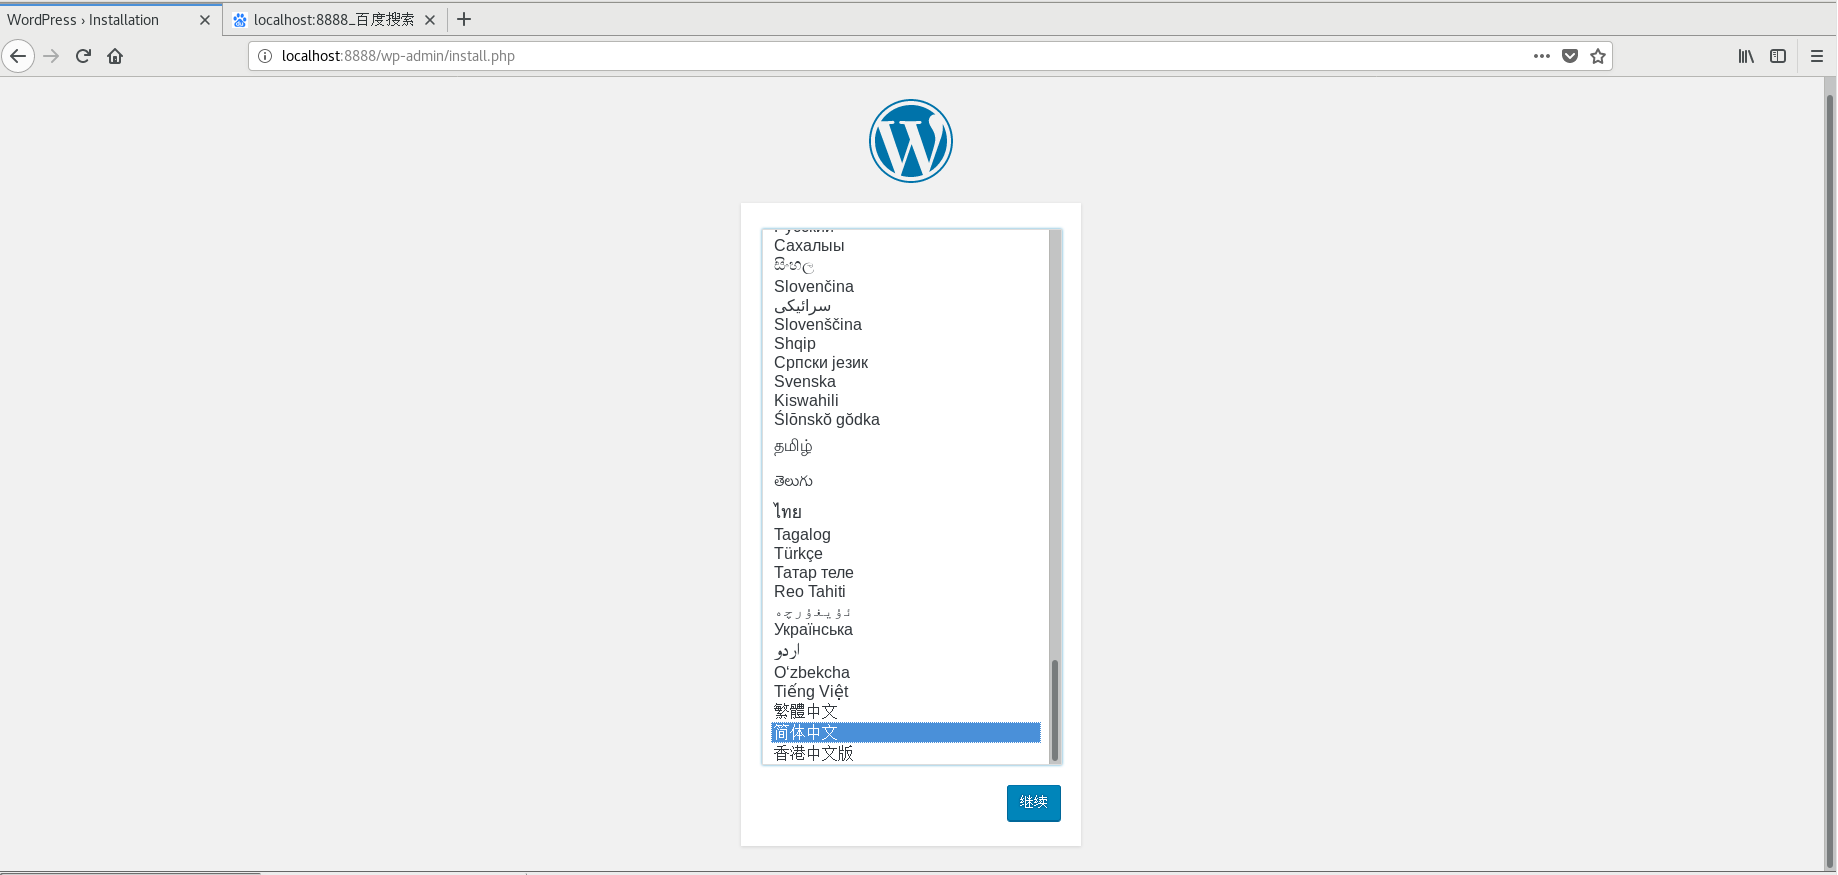 WordPress › Installation
localhost:8888_百度搜索
localhost:8888/wp-admin/install.php
Русский
Сахалыы
සිංහල
Slovenčina
سرائیکی
Slovenščina
Shqip
Српски језик
Svenska
Kiswahili
Ślōnskŏ gŏdka
தமிழ்
తెలుగు
ไทย
Tagalog
Türkçe
Татар теле
Reo Tahiti
ئۇيغۇرچە
Українська
اردو
O‘zbekcha
Tiếng Việt
繁體中文
简体中文
香港中文版
继续